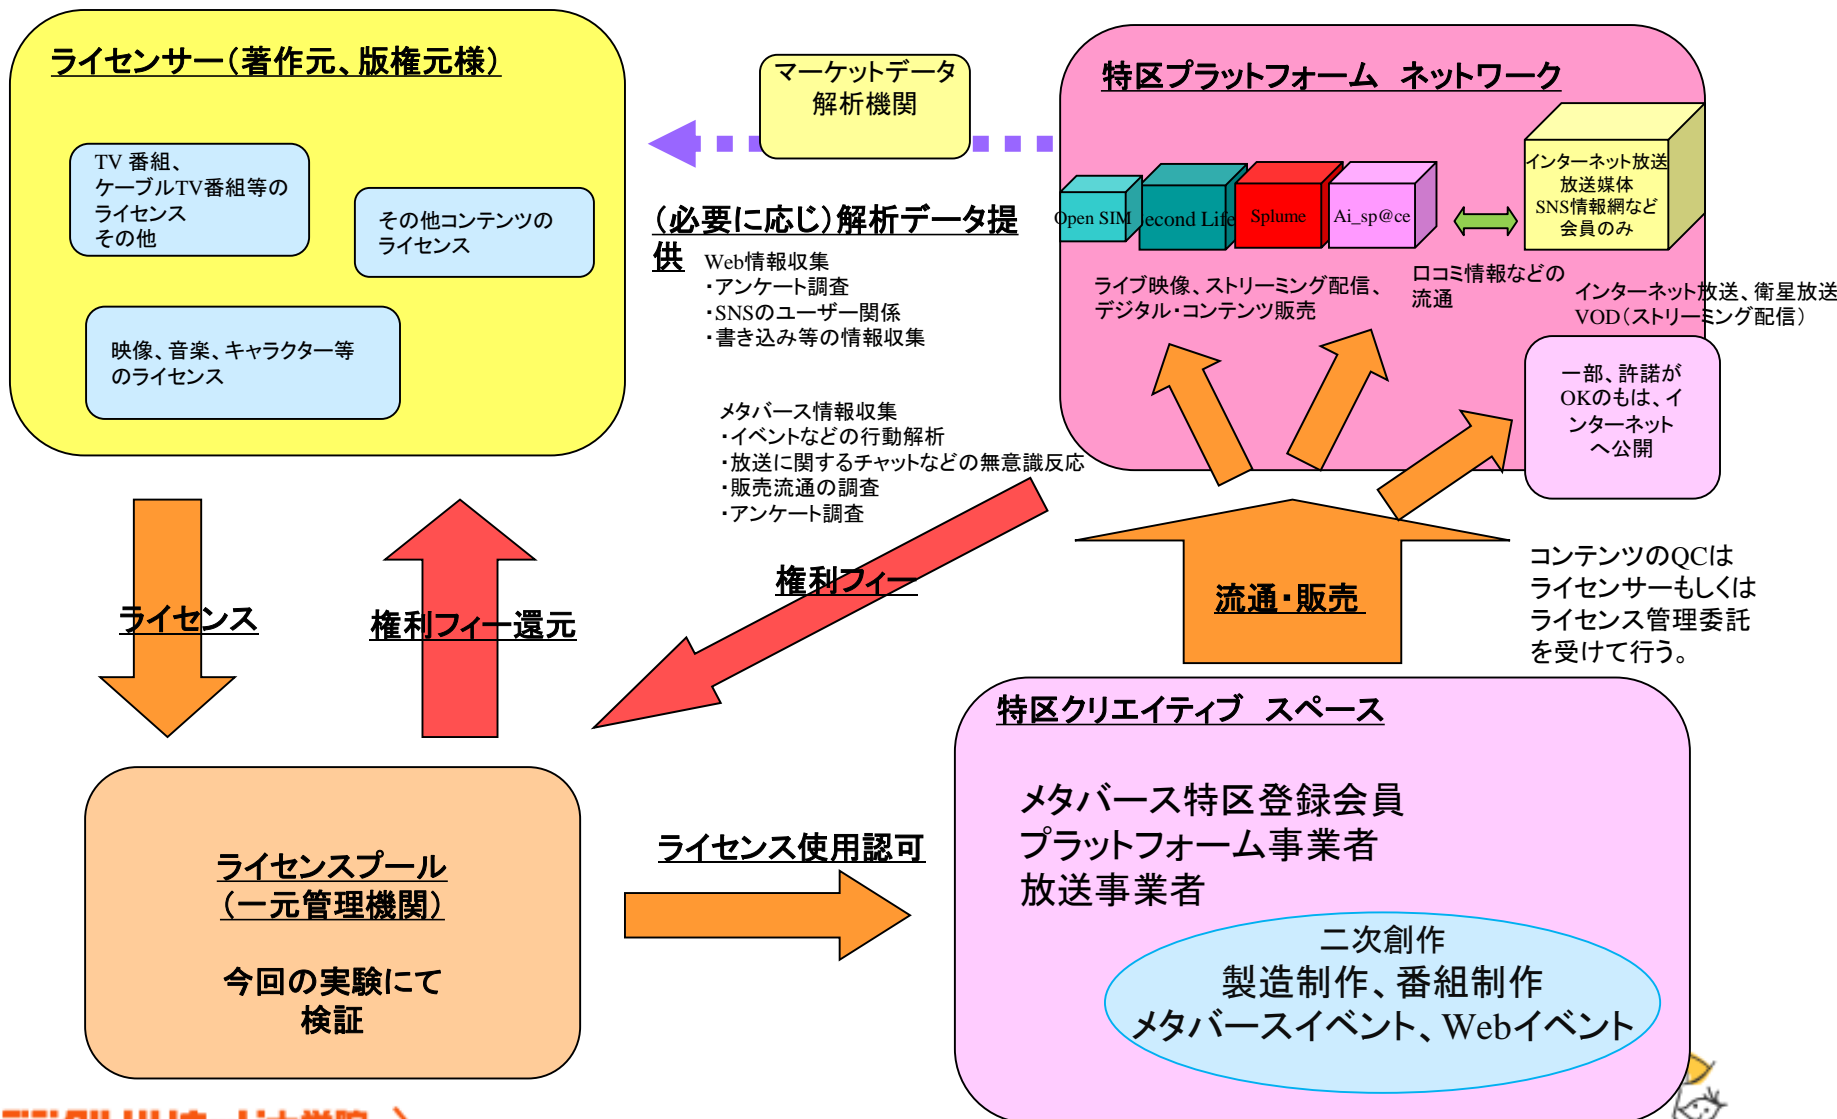 ライセンサー（著作元、版権元様）
TV 番組、
ケーブルTV番組等の
ライセンス
その他
その他コンテンツの
ライセンス
映像、音楽、キャラクター等
のライセンス
マーケットデータ
解析機関
（必要に応じ）解析データ提
供
Web情報収集
・アンケート調査
・SNSのユーザー関係
・書き込み等の情報収集
メタバース情報収集
・イベントなどの行動解析
・放送に関するチャットなどの無意識反応
・販売流通の調査
・アンケート調査
特区プラットフォーム　ネットワーク
Open SIM
econd Life
Splume
Ai_sp@ce
インターネット放送
放送媒体
SNS情報網など
会員のみ
ライブ映像、ストリーミング配信、
デジタル・コンテンツ販売
口コミ情報などの
流通
インターネット放送、衛星放送
VOD（ストリーミング配信）
一部、許諾が
OKのもは、イ
ンターネット
へ公開
ライセンス
権利フィー還元
権利フィー
流通・販売
コンテンツのQCは
ライセンサーもしくは
ライセンス管理委託
を受けて行う。
ライセンスプール
（一元管理機関）
今回の実験にて
検証
ライセンス使用認可
特区クリエイティブ　スペース
メタバース特区登録会員
プラットフォーム事業者
放送事業者
二次創作
製造制作、番組制作
メタバースイベント、Webイベント